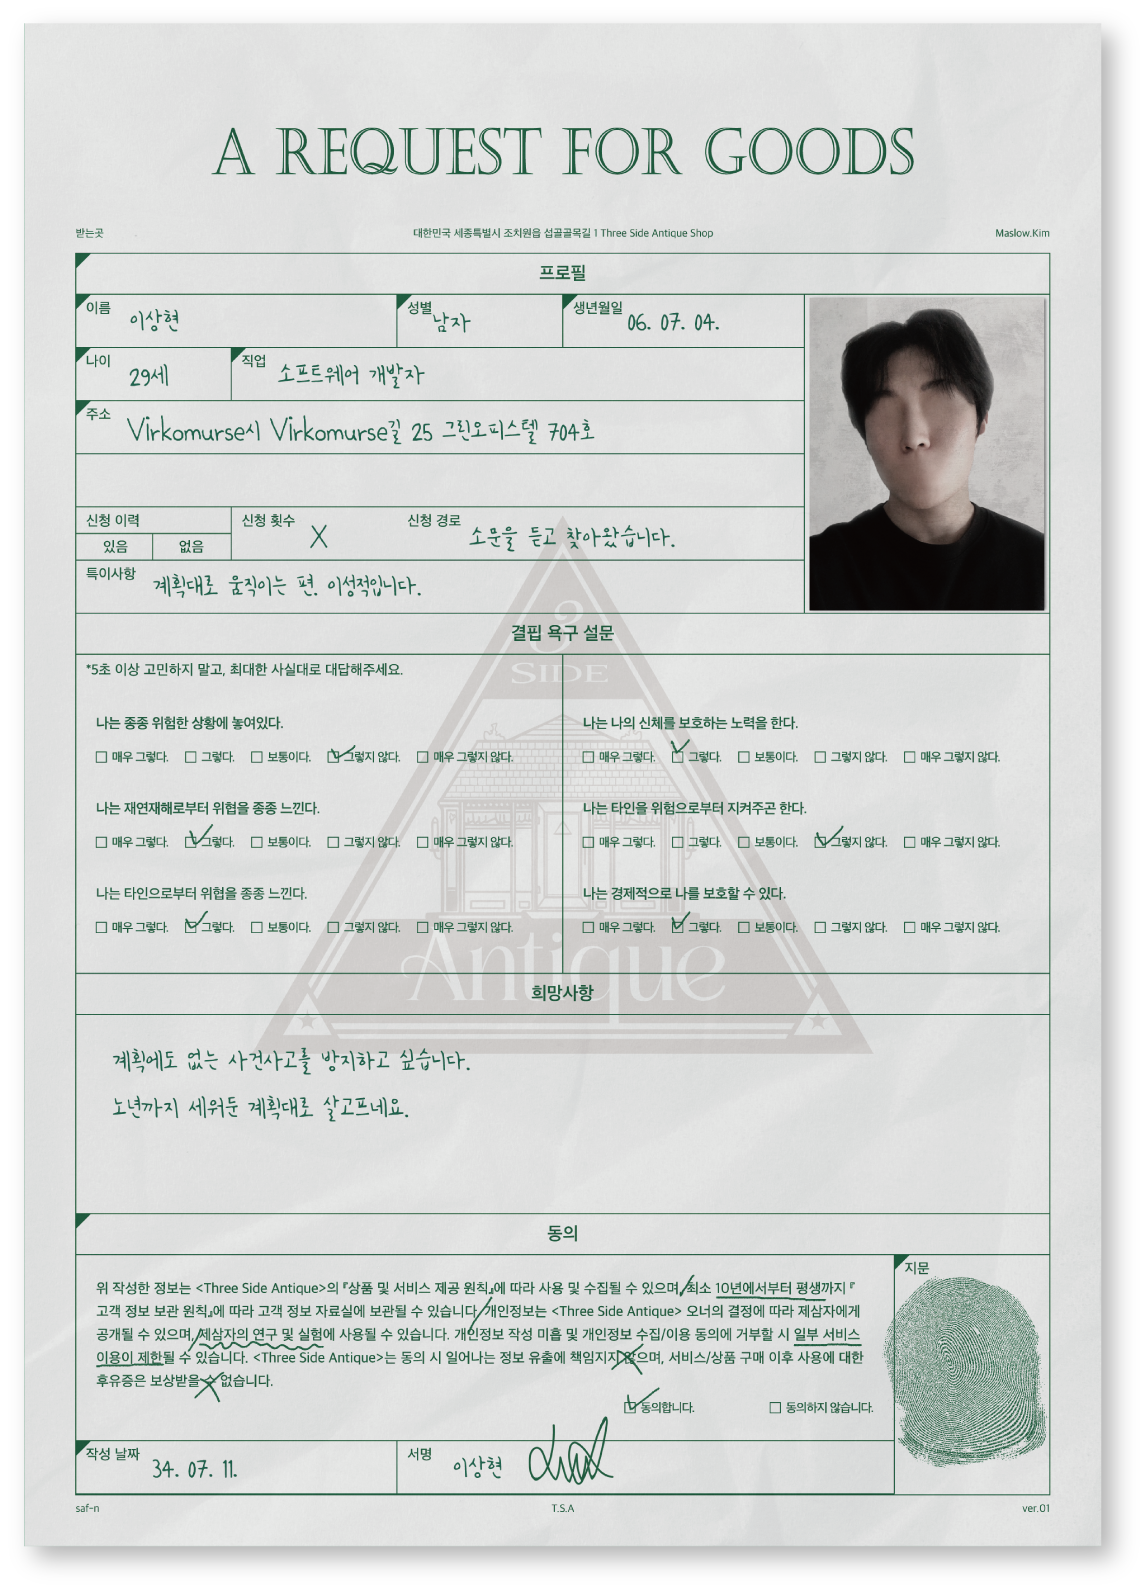 A REQUEST FOR GOODS
받는곳 대한민국 세종특별시 조치원읍 섭골골목길 1 Three Side Antique Shop Maslow.Kim
프로필
이름 이상현 성별 남자 생년월일 06. 07. 04.
나이 29세 직업 소프트웨어 개발자
주소 Virkomurse시 Virkomurse길 25 그린오피스텔 704호
신청 이력 신청 횟수 X 신청 경로 소문을 듣고 찾아왔습니다.
있음 없음
특이사항 계획대로 움직이는 편. 이성적입니다.
3
SIDE
Antique
결핍 욕구 설문
*5초 이상 고민하지 말고, 최대한 사실대로 대답해주세요.
나는 종종 위험한 상황에 놓여있다.
☐ 매우 그렇다. ☐ 그렇다. ☐ 보통이다. ☑ 그렇지 않다. ☐ 매우 그렇지 않다.
나는 재연재해로부터 위협을 종종 느낀다.
☐ 매우 그렇다. ☑ 그렇다. ☐ 보통이다. ☐ 그렇지 않다. ☐ 매우 그렇지 않다.
나는 타인으로부터 위협을 종종 느낀다.
☐ 매우 그렇다. ☑ 그렇다. ☐ 보통이다. ☐ 그렇지 않다. ☐ 매우 그렇지 않다.
나는 나의 신체를 보호하는 노력을 한다.
☐ 매우 그렇다. ☑ 그렇다. ☐ 보통이다. ☐ 그렇지 않다. ☐ 매우 그렇지 않다.
나는 타인을 위험으로부터 지켜주곤 한다.
☐ 매우 그렇다. ☐ 그렇다. ☐ 보통이다. ☑ 그렇지 않다. ☐ 매우 그렇지 않다.
나는 경제적으로 나를 보호할 수 있다.
☐ 매우 그렇다. ☑ 그렇다. ☐ 보통이다. ☐ 그렇지 않다. ☐ 매우 그렇지 않다.
희망사항
계획에도 없는 사건사고를 방지하고 싶습니다.
노년까지 세워둔 계획대로 살고프네요.
동의
위 작성한 정보는 <Three Side Antique>의 『상품 및 서비스 제공 원칙』에 따라 사용 및 수집될 수 있으며, 최소 10년에서부터 평생까지 『
고객 정보 보관 원칙』에 따라 고객 정보 자료실에 보관될 수 있습니다. 개인정보는 <Three Side Antique> 오너의 결정에 따라 제삼자에게
공개될 수 있으며, 제삼자의 연구 및 실험에 사용될 수 있습니다. 개인정보 작성 미흡 및 개인정보 수집/이용 동의에 거부할 시 일부 서비스
이용이 제한될 수 있습니다. <Three Side Antique>는 동의 시 일어나는 정보 유출에 책임지지 않으며, 서비스/상품 구매 이후 사용에 대한
후유증은 보상받을 수 없습니다.
☑ 동의합니다. ☐ 동의하지 않습니다.
지문
작성 날짜 34. 07. 11. 서명 이상현
saf-n T.S.A ver.01